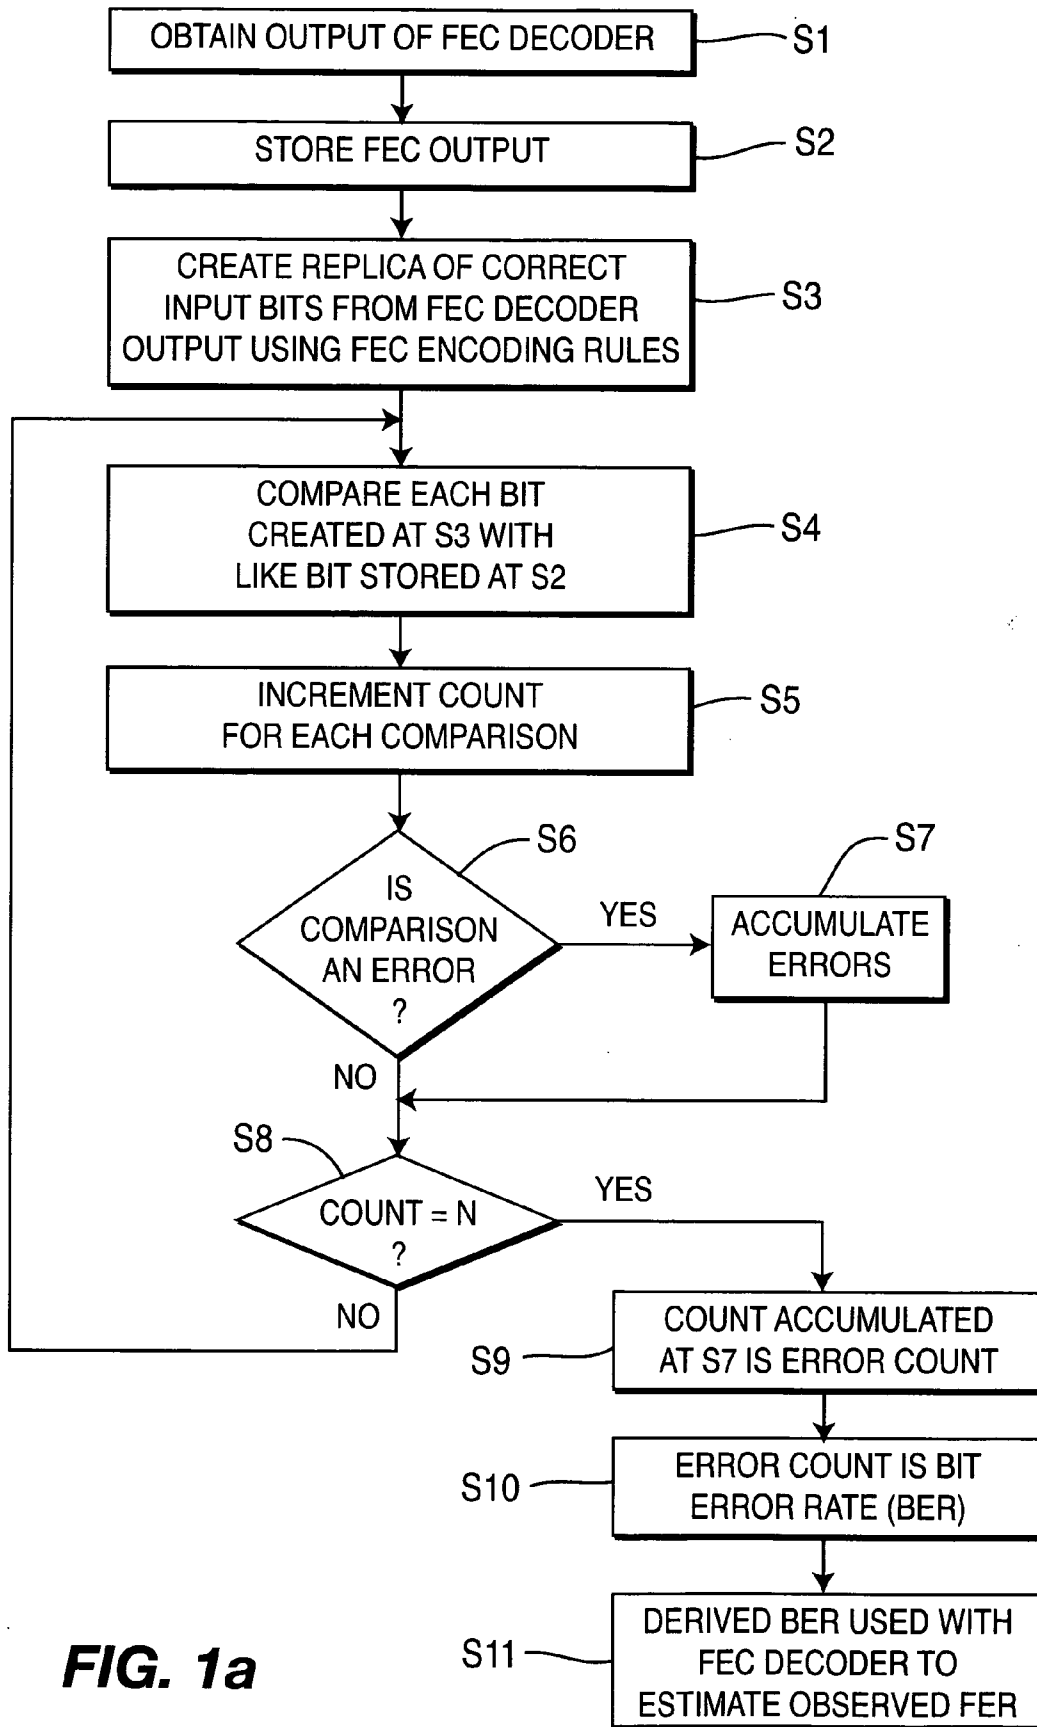 OBTAIN OUTPUT OF FEC DECODER
S1
STORE FEC OUTPUT
S2
CREATE REPLICA OF CORRECT
INPUT BITS FROM FEC DECODER
OUTPUT USING FEC ENCODING RULES
S3
COMPARE EACH BIT
CREATED AT S3 WITH
LIKE BIT STORED AT S2
S4
INCREMENT COUNT
FOR EACH COMPARISON
S5
S6
IS
COMPARISON
AN ERROR
?
YES
S7
ACCUMULATE
ERRORS
NO
S8
COUNT = N
?
YES
NO
COUNT ACCUMULATED
AT S7 IS ERROR COUNT
S9
ERROR COUNT IS BIT
ERROR RATE (BER)
S10
DERIVED BER USED WITH
FEC DECODER TO
ESTIMATE OBSERVED FER
S11
FIG. 1a